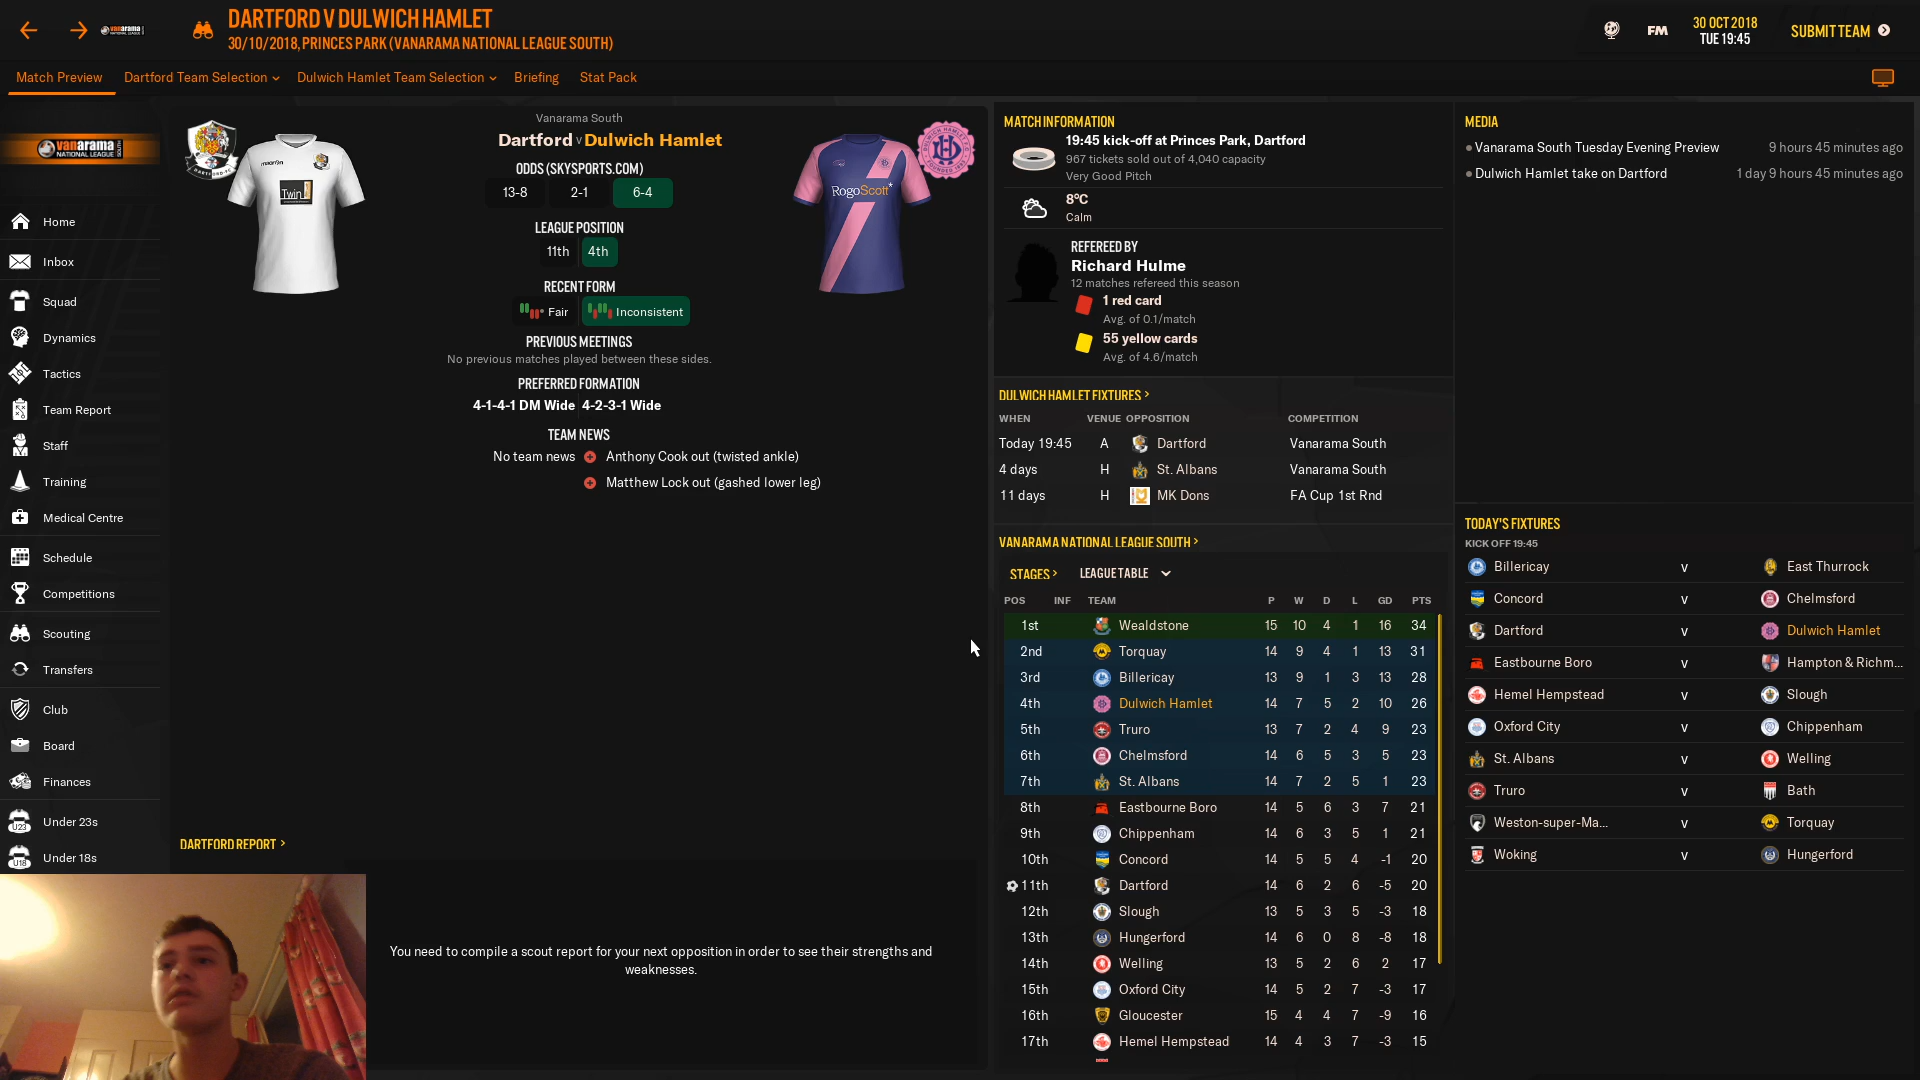 DARTFORD V DULWICH HAMLET
30/10/2018, PRINCES PARK (VANARAMA NATIONAL LEAGUE SOUTH)
FM
30 OCT 2018
TUE 19:45
SUBMIT TEAM
Match Preview
Dartford Team Selection
Dulwich Hamlet Team Selection
Briefing
Stat Pack
vanarama
NATIONAL LEAGUE SOUTH
Home
Inbox
Squad
Dynamics
Tactics
Team Report
Staff
Training
Medical Centre
Schedule
Competitions
Scouting
Transfers
Club
Board
Finances
U23 Under 23s
U18 Under 18s
Vanarama South
Dartford v Dulwich Hamlet
ODDS (SKYSPORTS.COM)
13-8 2-1 6-4
LEAGUE POSITION
11th 4th
RECENT FORM
Fair Inconsistent
PREVIOUS MEETINGS
No previous matches played between these sides.
PREFERRED FORMATION
4-1-4-1 DM Wide 4-2-3-1 Wide
TEAM NEWS
No team news Anthony Cook out (twisted ankle)
Matthew Lock out (gashed lower leg)
Twin
RogoScott
DARTFORD REPORT >
You need to compile a scout report for your next opposition in order to see their strengths and
weaknesses.
MATCH INFORMATION
19:45 kick-off at Princes Park, Dartford
967 tickets sold out of 4,040 capacity
Very Good Pitch
8°C
Calm
REFEREED BY
Richard Hulme
12 matches refereed this season
1 red card
Avg. of 0.1/match
55 yellow cards
Avg. of 4.6/match
DULWICH HAMLET FIXTURES >
WHEN VENUE OPPOSITION COMPETITION
Today 19:45 A Dartford Vanarama South
4 days H St. Albans Vanarama South
11 days H MK Dons FA Cup 1st Rnd
VANARAMA NATIONAL LEAGUE SOUTH >
STAGES > LEAGUE TABLE
POS INF TEAM P W D L GD PTS
1st Wealdstone 15 10 4 1 16 34
2nd Torquay 14 9 4 1 13 31
3rd Billericay 13 9 1 3 13 28
4th Dulwich Hamlet 14 7 5 2 10 26
5th Truro 13 7 2 4 9 23
6th Chelmsford 14 6 5 3 5 23
7th St. Albans 14 7 2 5 1 23
8th Eastbourne Boro 14 5 6 3 7 21
9th Chippenham 14 6 3 5 1 21
10th Concord 14 5 5 4 -1 20
11th Dartford 14 6 2 6 -5 20
12th Slough 13 5 3 5 -3 18
13th Hungerford 14 6 0 8 -8 18
14th Welling 13 5 2 6 2 17
15th Oxford City 14 5 2 7 -3 17
16th Gloucester 15 4 4 7 -9 16
17th Hemel Hempstead 14 4 3 7 -3 15
MEDIA
Vanarama South Tuesday Evening Preview 9 hours 45 minutes ago
Dulwich Hamlet take on Dartford 1 day 9 hours 45 minutes ago
TODAY'S FIXTURES
KICK OFF 19:45
Billericay v East Thurrock
Concord v Chelmsford
Dartford v Dulwich Hamlet
Eastbourne Boro v Hampton & Richm...
Hemel Hempstead v Slough
Oxford City v Chippenham
St. Albans v Welling
Truro v Bath
Weston-super-Ma... v Torquay
Woking v Hungerford